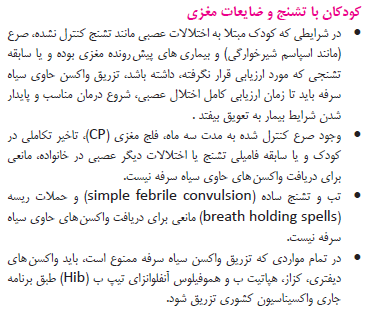 کودکان با تشنج و ضایعات مغزی
• در شرایطی که کودک مبتلا به اختلالات عصبی مانند تشنج کنترل نشده، صرع
(مانند اسپاسم شیرخوارگی) و بیماری های پیش رونده مغزی بوده و یا سابقه
تشنجی که مورد ارزیابی قرار نگرفته، داشته باشد، تزریق واکسن حاوی سیاه
سرفه باید تا زمان ارزیابی کامل اختلال عصبی، شروع درمان مناسب و پایدار
شدن شرایط بیمار به تعویق بیفتد .
• وجود صرع کنترل شده به مدت سه ماه، فلج مغزی (CP)، تاخیر تکاملی در
کودک و یا سابقه فامیلی تشنج یا اختلالات دیگر عصبی در خانواده، مانعی
برای دریافت واکسن های حاوی سیاه سرفه نیست.
• تب و تشنج ساده (simple febrile convulsion) و حملات ریسه
(breath holding spells) مانعی برای دریافت واکسن های حاوی سیاه
سرفه نیست.
• در تمام مواردی که تزریق واکسن سیاه سرفه ممنوع است، باید واکسن های
دیفتری، کزاز، هپاتیت ب و هموفیلوس آنفلوانزای تیپ ب (Hib) طبق برنامه
جاری واکسیناسیون کشوری تزریق شود.